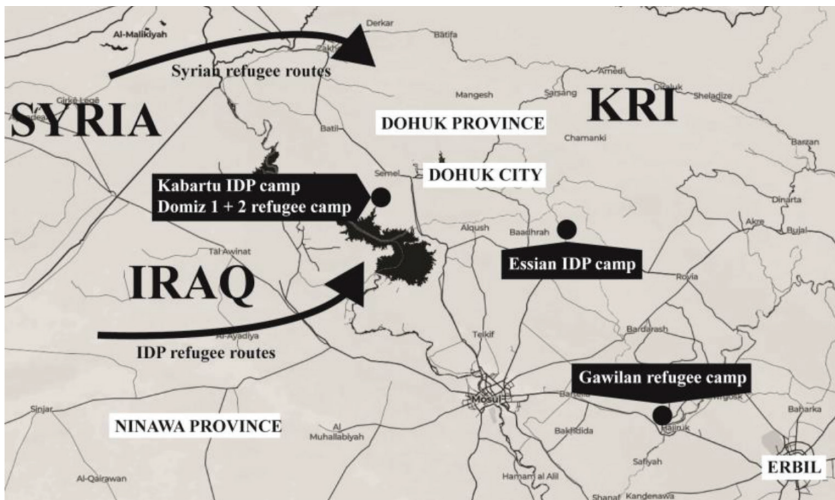 Derkar
Al-Malikiyah
Batifa
Syrian refugee routes
Amedi
Sheladize
Mangesh
Sarsang
KRI
SYRIA
DOHUK PROVINCE
Batil
Chamanki
Barzan
Semel
DOHUK CITY
Kabartu IDP camp
Domiz 1 + 2 refugee camp
Dinarta
Akre
Bujal
Alqush
Baadhrah
Tal Awinat
Essian IDP camp
Rovia
IRAQ
Bardarash
Telkif
Al-Ayadiya
IDP refugee routes
Gawilan refugee camp
Mosul
Sinjar
Baharka
NINAWA PROVINCE
Al
Muhallabiyah
Bakhdida
Hajiruk
Safiyah
ERBIL
Al-Qairawan
Hamam al Alil
Shanaf
Kandenawa